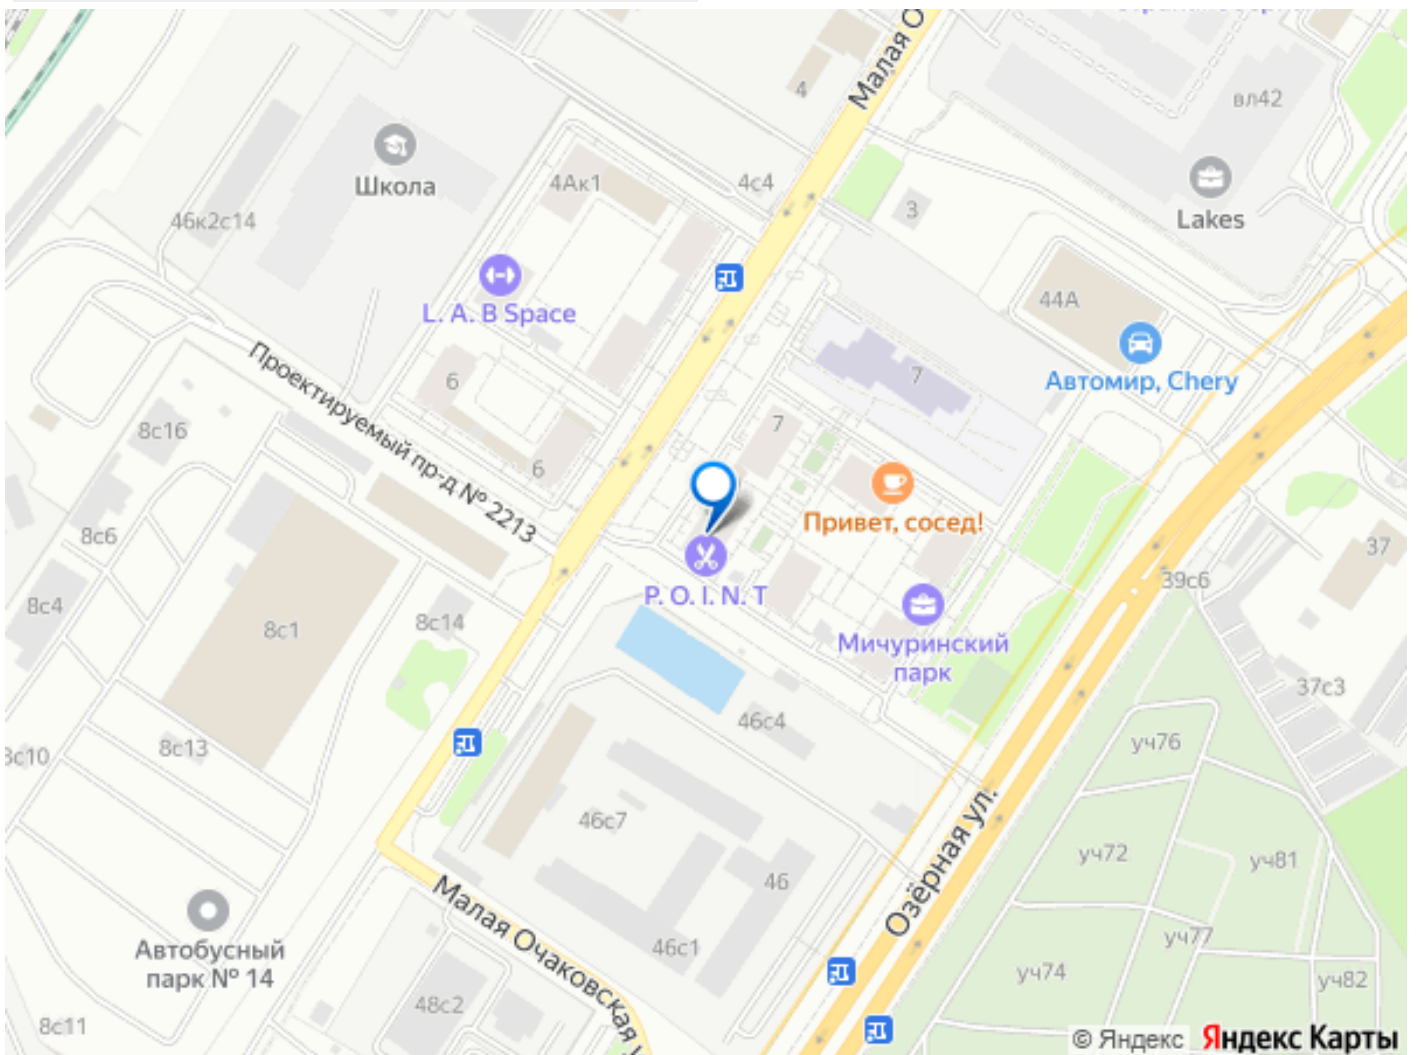 Малая О
4
вл42
Школа
4Ак1
4с4
3
Lakes
46к2с14
L. A. B Space
44А
Автомир, Chery
Проектируемый пр-д № 2213
6
7
7
8с16
6
Привет, сосед!
8с6
37
39с6
P. O. I. N. T
8с4
8с1
8с14
Мичуринский
парк
37с3
46с4
8с10
8с13
уч76
Озёрная ул.
46с7
уч72
уч81
46
Малая Очаковская
Автобусный
парк № 14
46с1
уч77
уч74
уч82
48с2
8с11
© Яндекс Яндекс Карты